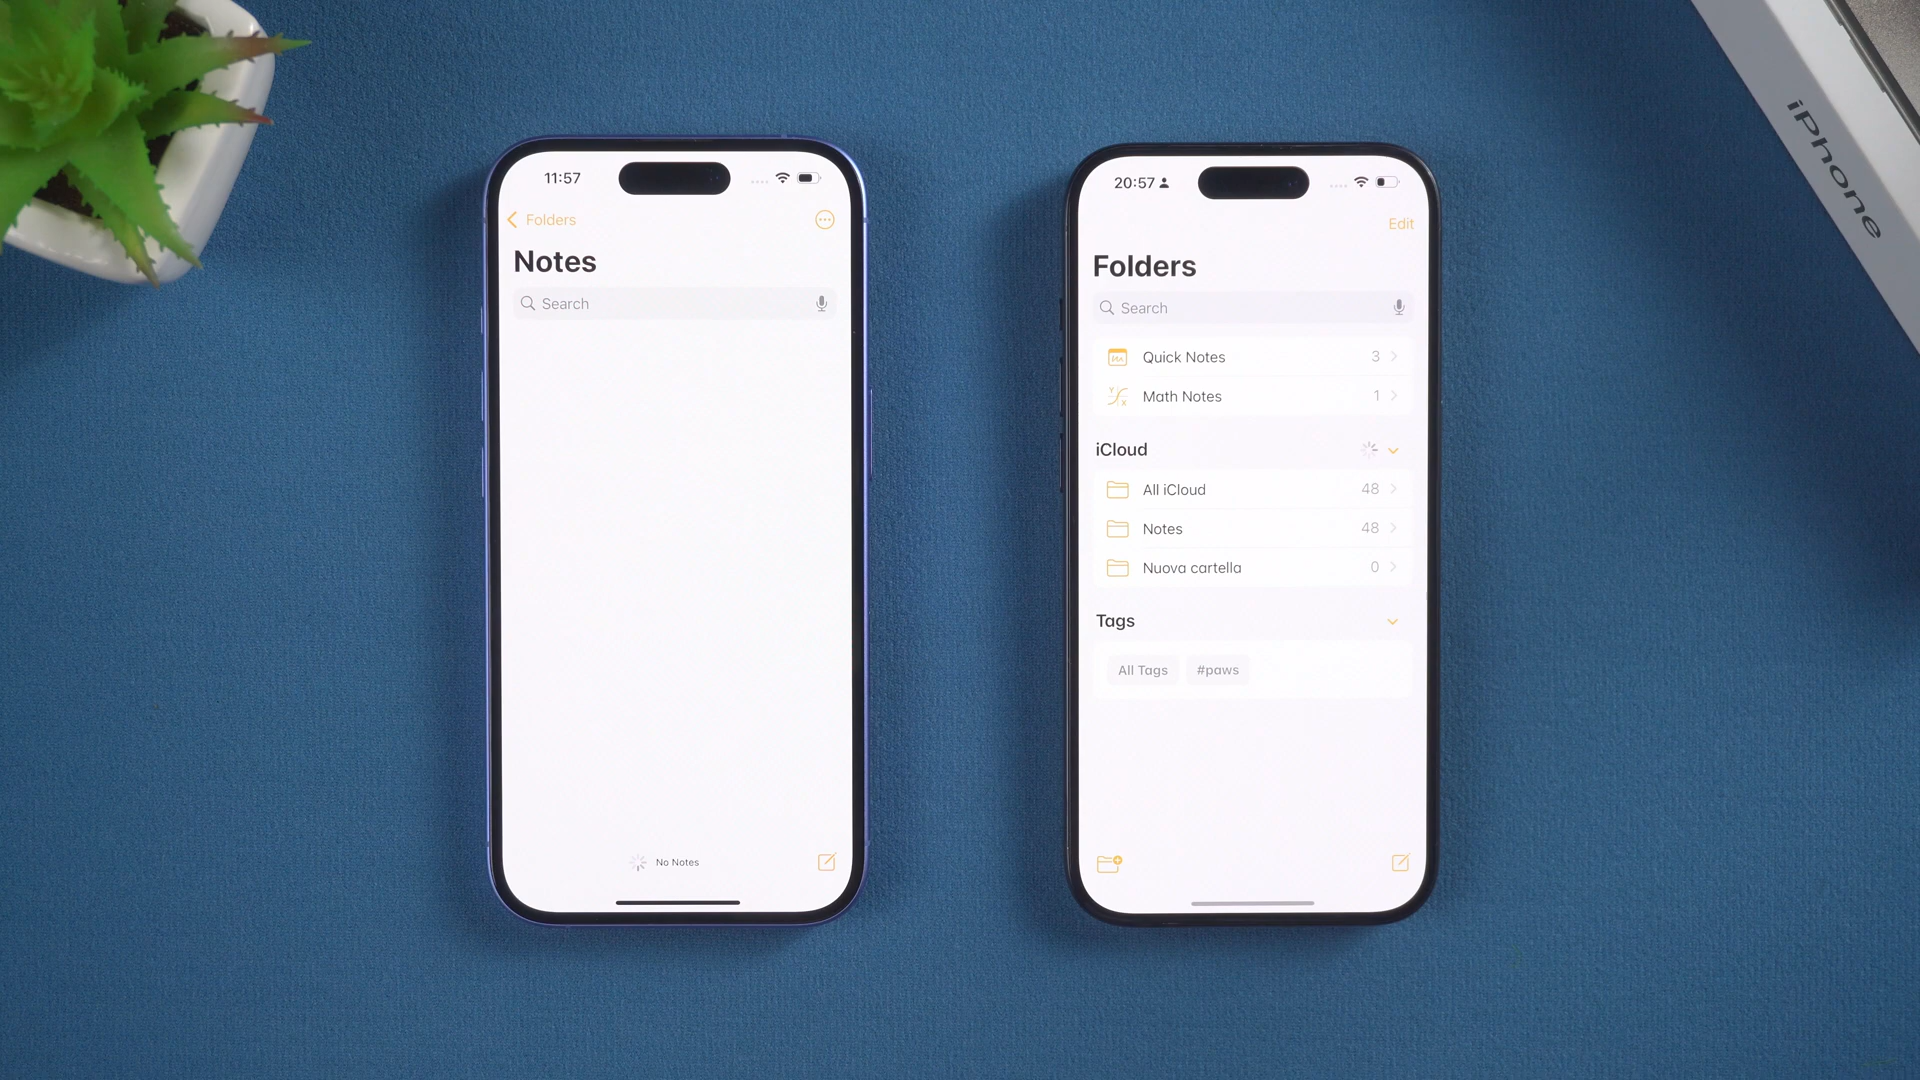 11:57
Folders
Notes
Search
No Notes
20:57
Edit
Folders
Search
Quick Notes 3
Math Notes 1
iCloud
All iCloud 48
Notes 48
Nuova cartella 0
Tags
All Tags #paws
iPhone